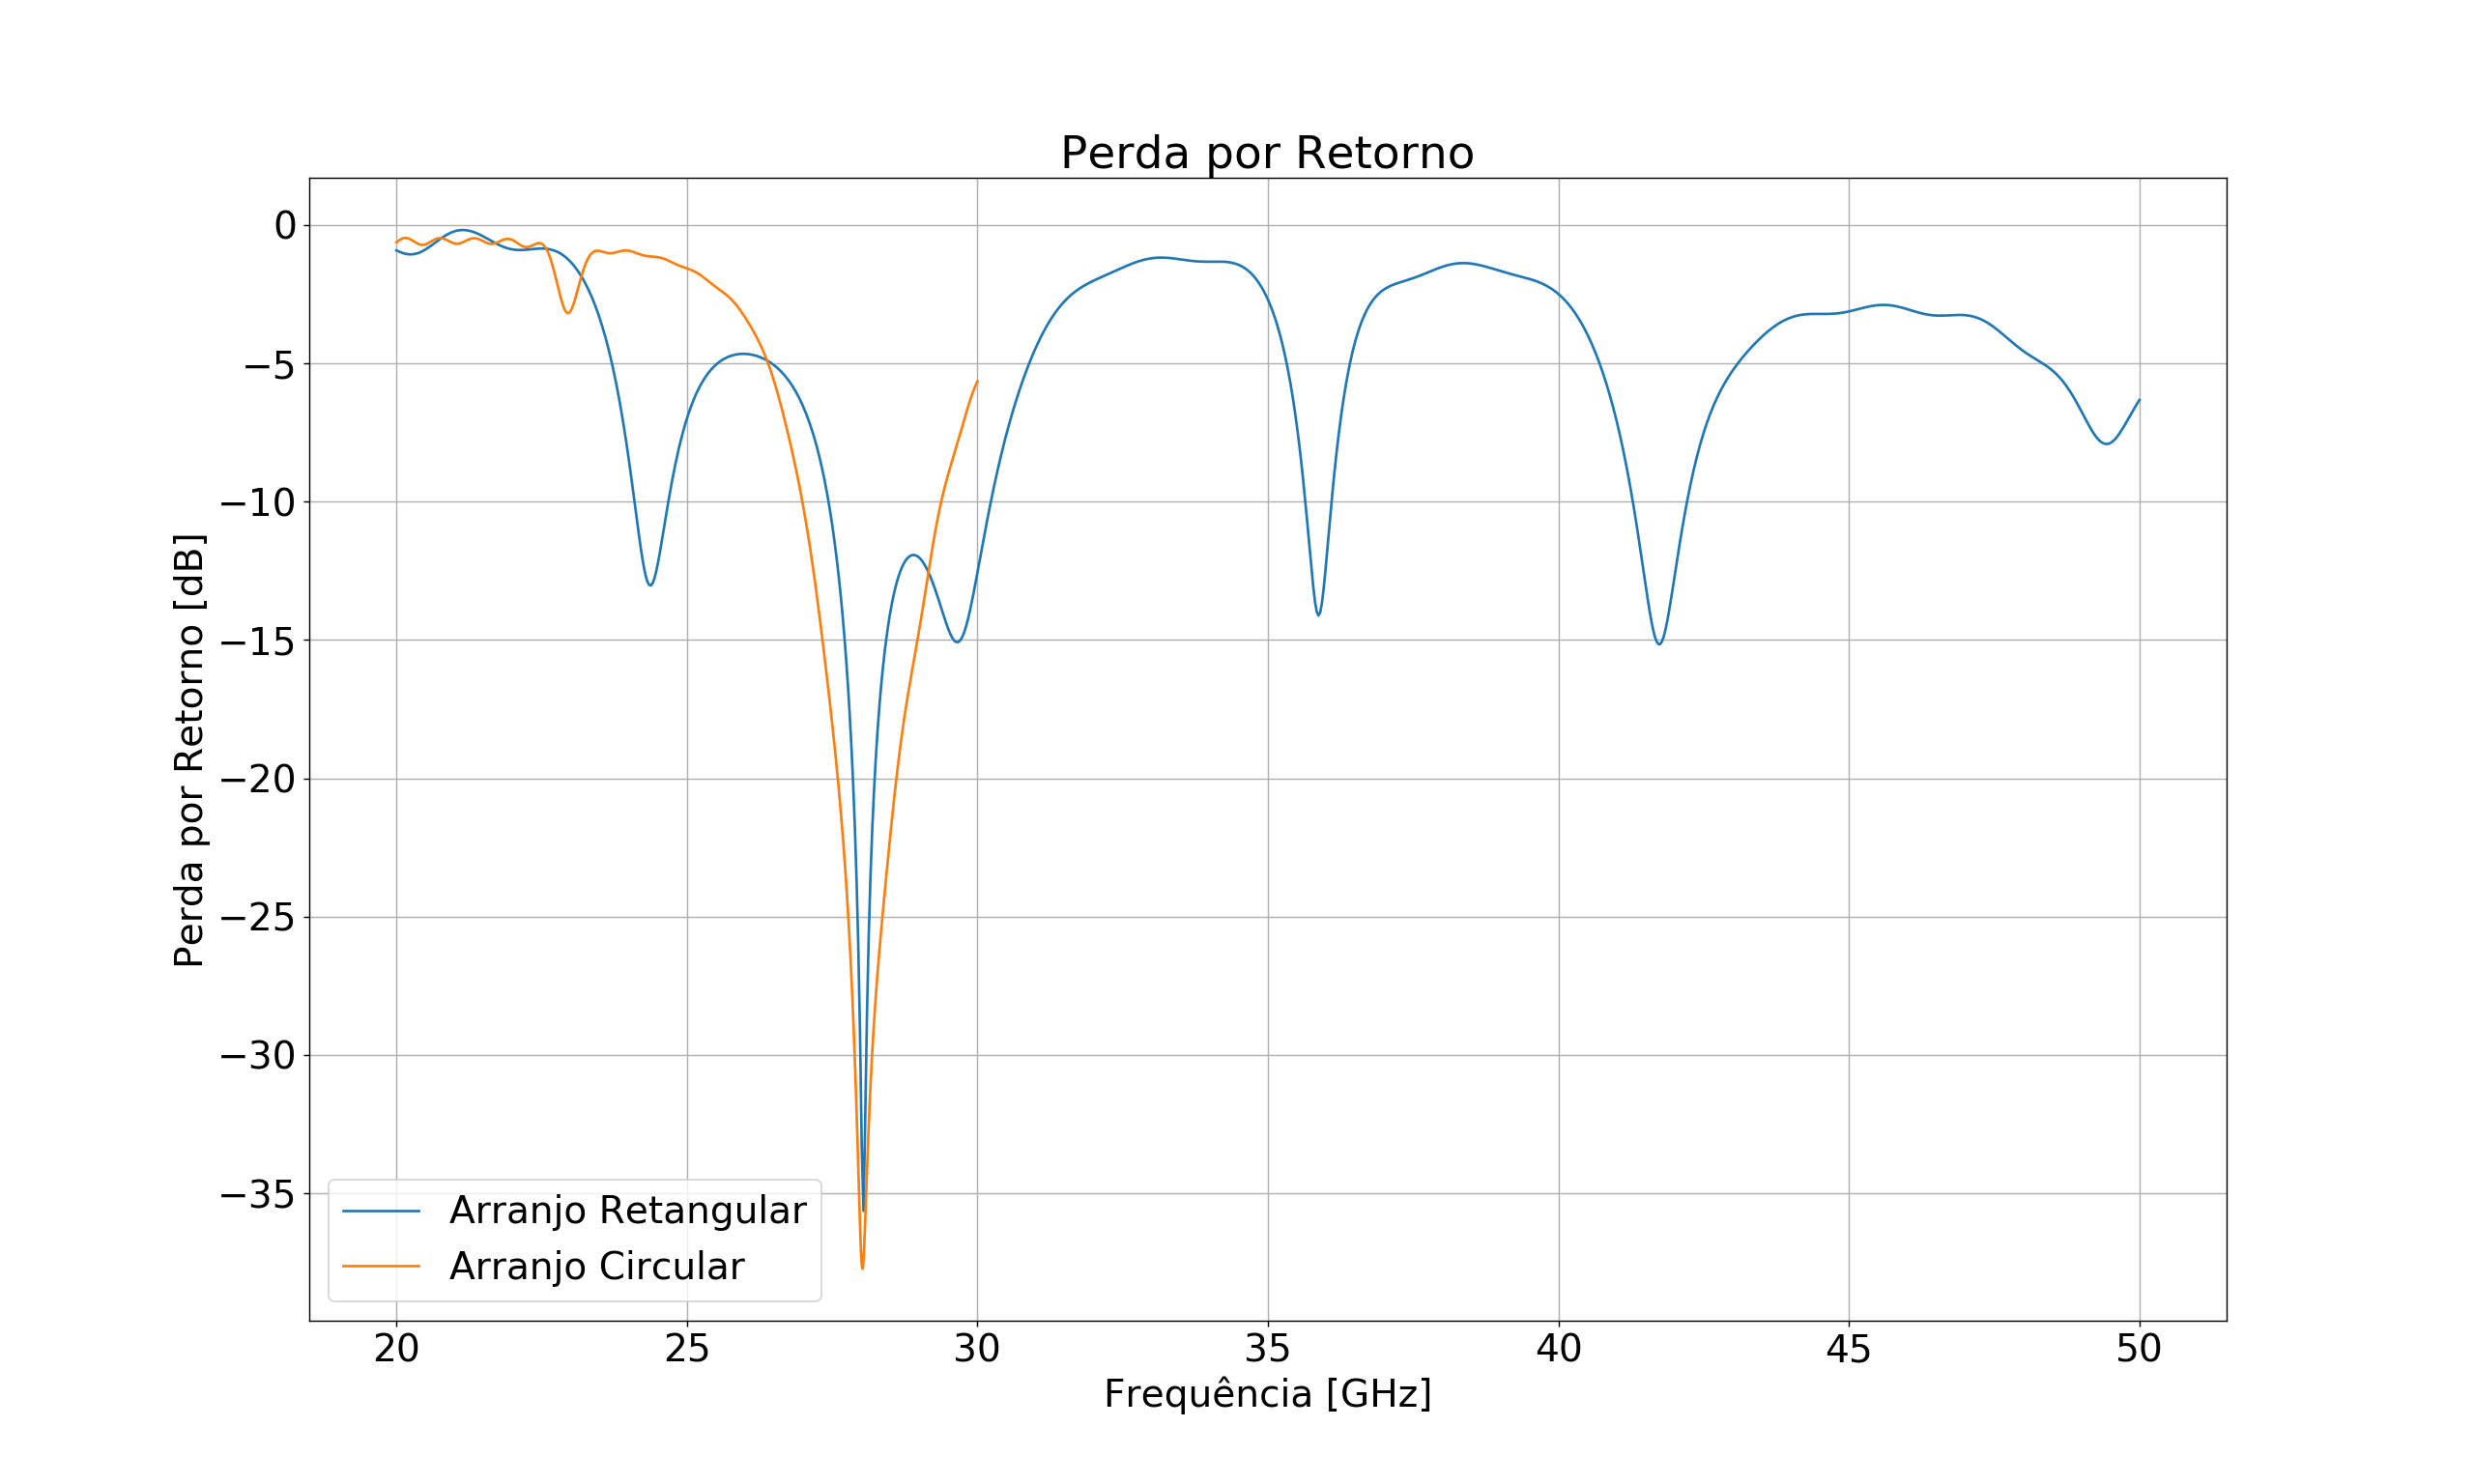 Perda por Retorno
Perda por Retorno [dB]
0
−5
−10
−15
−20
−25
−30
−35
Arranjo Retangular
Arranjo Circular
20 25 30 35 40 45 50
Frequência [GHz]